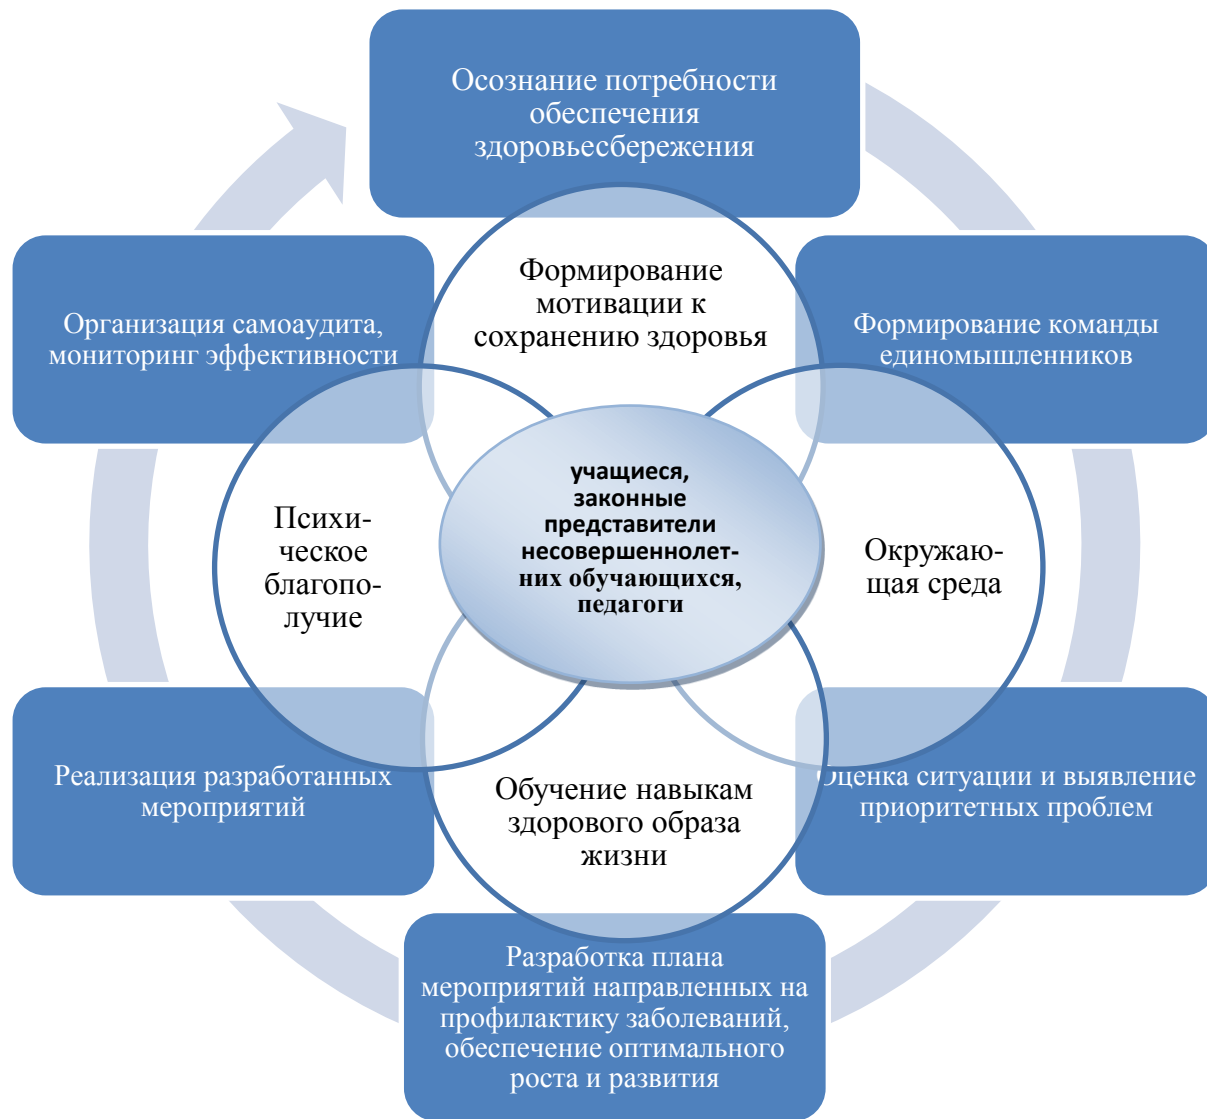 Осознание потребности
обеспечения
здоровьесбережения
Формирование
мотивации к
сохранению здоровья
Организация самоаудита,
мониторинг эффективности
Формирование команды
единомышленников
учащиеся,
законные
представители
несовершеннолет-
них обучающихся,
педагоги
Психи-
ческое
благопо-
лучие
Окружаю-
щая среда
Реализация разработанных
мероприятий
Обучение навыкам
здорового образа
жизни
Оценка ситуации и выявление
приоритетных проблем
Разработка плана
мероприятий направленных на
профилактику заболеваний,
обеспечение оптимального
роста и развития